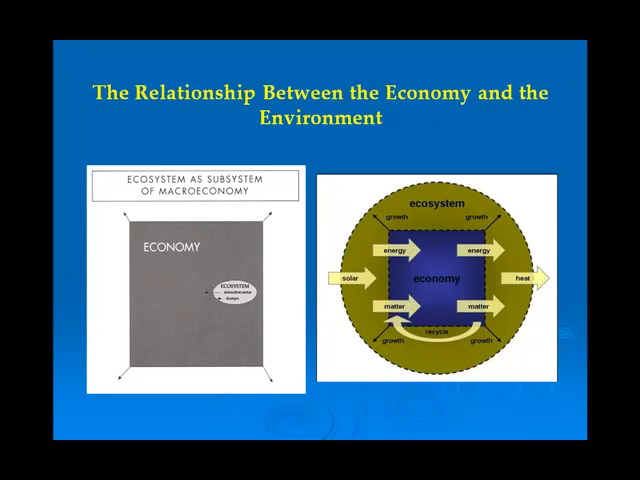 The Relationship Between the Economy and the
Environment
ECOSYSTEM AS SUBSYSTEM
OF MACROECONOMY
ECONOMY
ECOSYSTEM
dumps
ecosystem
growth
growth
energy
energy
solar
economy
heat
matter
matter
recycle
growth
growth